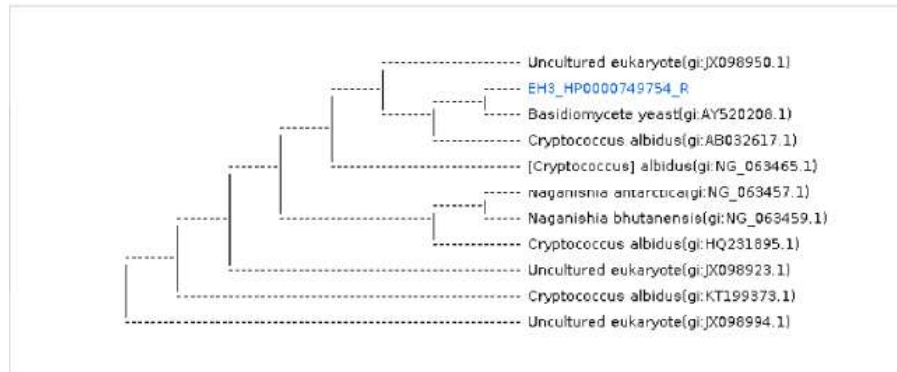 Uncultured eukaryote(gi:JX098950.1)
EH3_HP0000749754_R
Basidiomycete yeast(gi:AY520208.1)
Cryptococcus albidus(gi:AB032617.1)
[Cryptococcus] albidus(gi:NG_063465.1)
Naganishia antarctica(gi:NG_063457.1)
Naganishia bhutanensis(gi:NG_063459.1)
Cryptococcus albidus(gi:HQ231895.1)
Uncultured eukaryote(gi:JX098923.1)
Cryptococcus albidus(gi:KT199373.1)
Uncultured eukaryote(gi:JX098994.1)